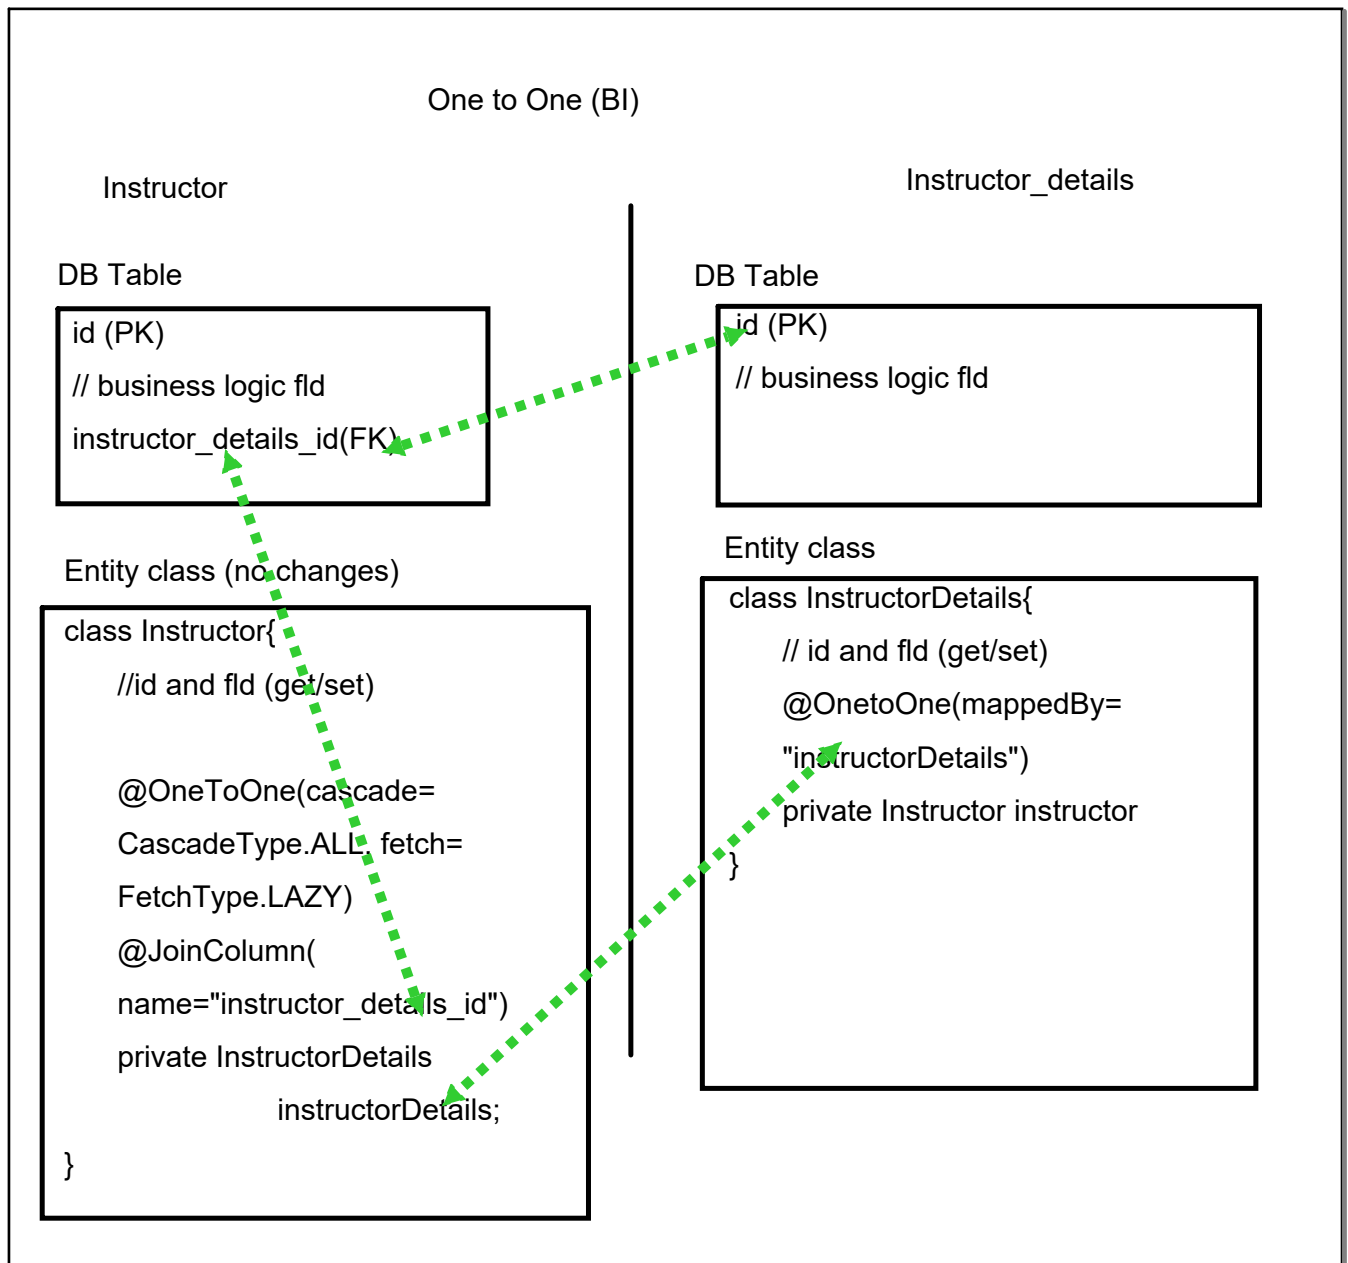 One to One (BI)
Instructor
DB Table
id (PK)
// business logic fld
instructor_details_id(FK)
Entity class (no changes)
class Instructor{
//id and fld (get/set)
@OneToOne(cascade=
CascadeType.ALL, fetch=
FetchType.LAZY)
@JoinColumn(
name="instructor_details_id")
private InstructorDetails
instructorDetails;
}
Instructor_details
DB Table
id (PK)
// business logic fld
Entity class
class InstructorDetails{
// id and fld (get/set)
@OnetoOne(mappedBy=
"instructorDetails")
private Instructor instructor
}